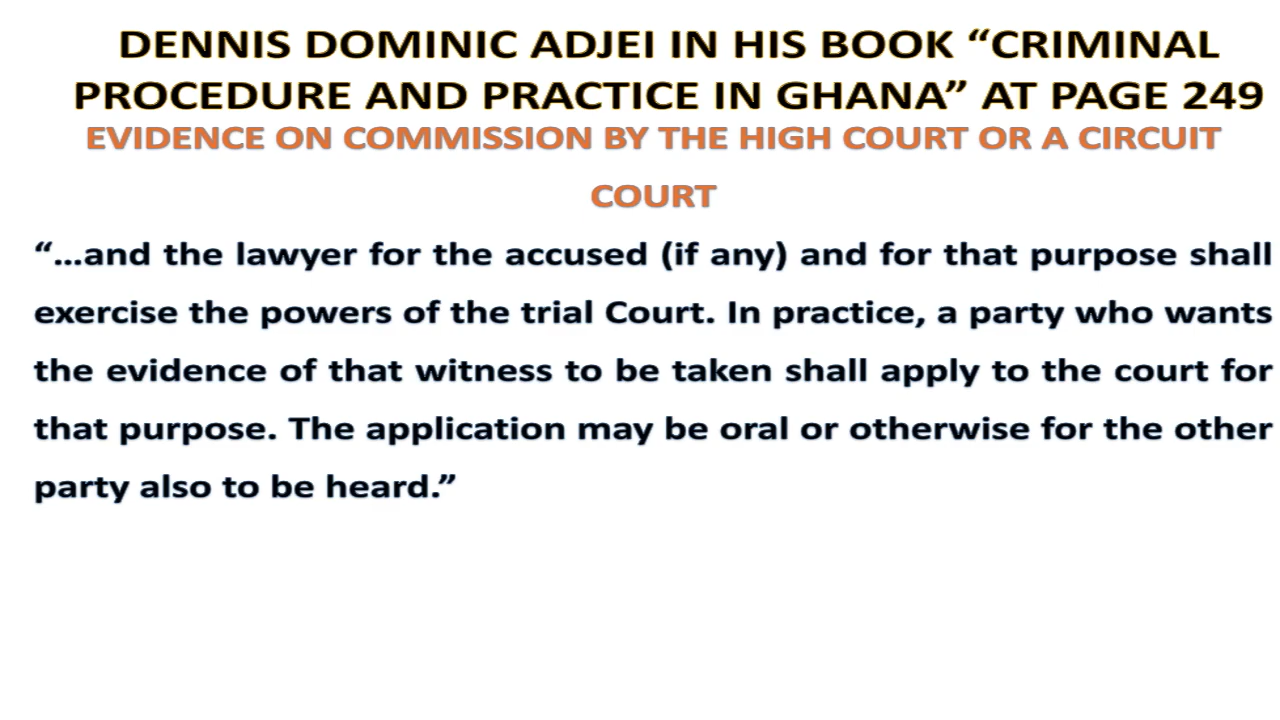 DENNIS DOMINIC ADJEI IN HIS BOOK “CRIMINAL
PROCEDURE AND PRACTICE IN GHANA” AT PAGE 249
EVIDENCE ON COMMISSION BY THE HIGH COURT OR A CIRCUIT
COURT
“…and the lawyer for the accused (if any) and for that purpose shall
exercise the powers of the trial Court. In practice, a party who wants
the evidence of that witness to be taken shall apply to the court for
that purpose. The application may be oral or otherwise for the other
party also to be heard.”